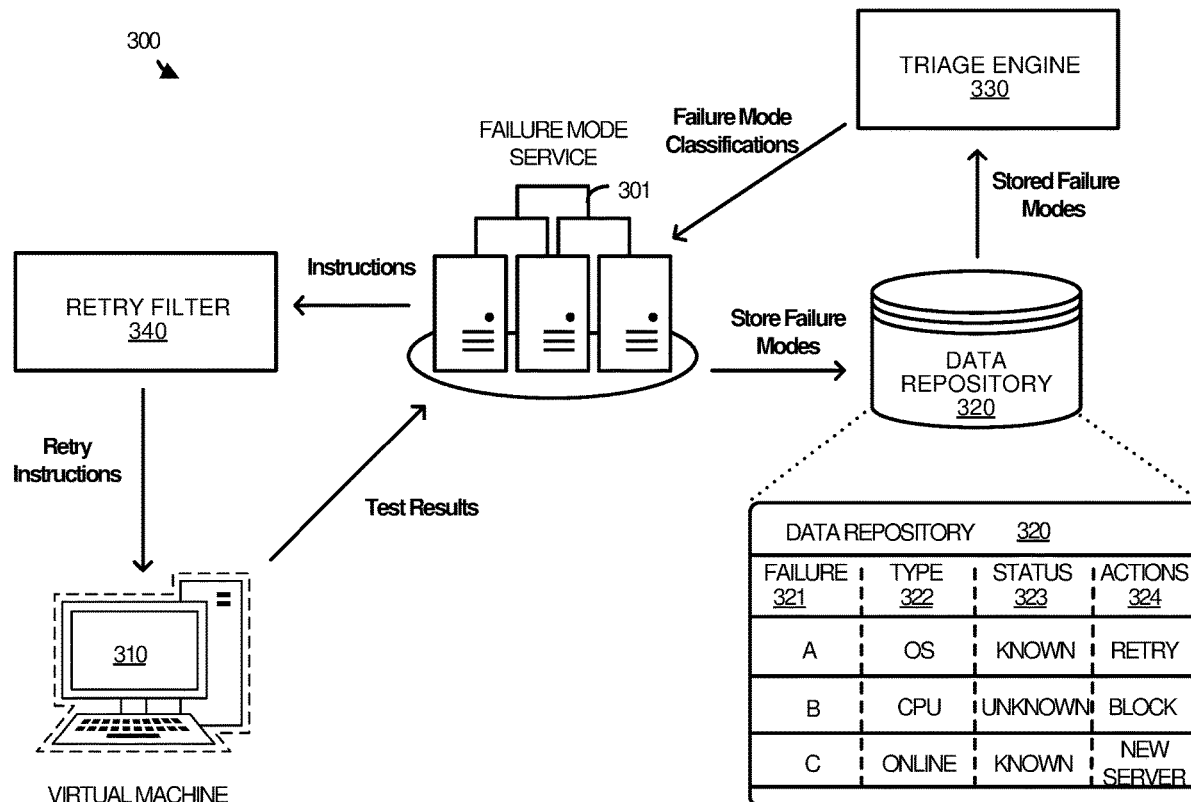 300
TRIAGE ENGINE
330
Failure Mode
Classifications
FAILURE MODE
SERVICE
301
Stored Failure
Modes
Instructions
RETRY FILTER
340
Store Failure
Modes
DATA
REPOSITORY
320
Retry
Instructions
Test Results
310
VIRTUAL MACHINE
DATA REPOSITORY 320
FAILURE TYPE STATUS ACTIONS
321 322 323 324
A OS KNOWN RETRY
B CPU UNKNOWN BLOCK
C ONLINE KNOWN NEW SERVER